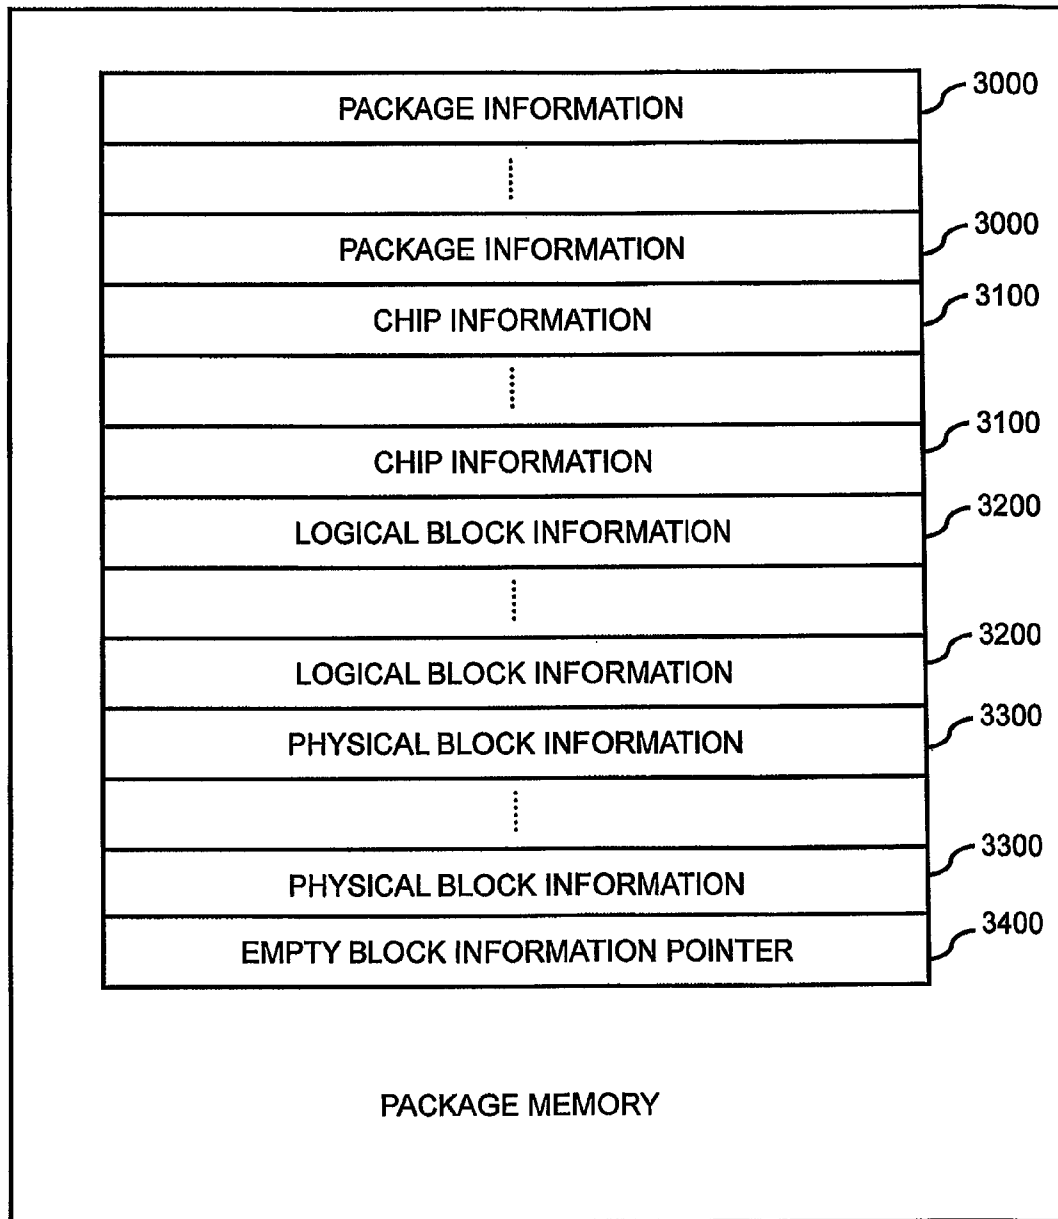 PACKAGE INFORMATION
3000
PACKAGE INFORMATION
3000
CHIP INFORMATION
3100
CHIP INFORMATION
3100
LOGICAL BLOCK INFORMATION
3200
LOGICAL BLOCK INFORMATION
3200
PHYSICAL BLOCK INFORMATION
3300
PHYSICAL BLOCK INFORMATION
3300
EMPTY BLOCK INFORMATION POINTER
3400
PACKAGE MEMORY